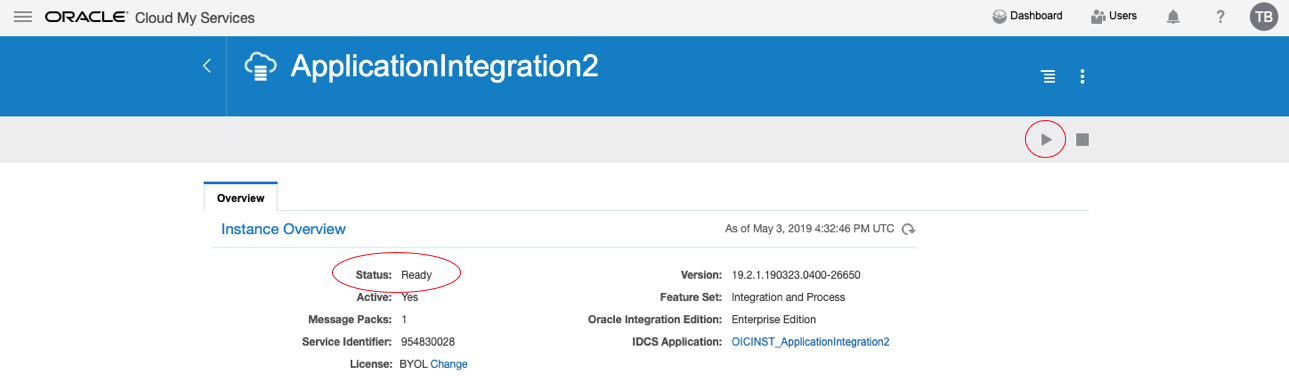 ORACLE® Cloud My Services
Dashboard
Users
?
TB
ApplicationIntegration2
Overview
Instance Overview
As of May 3, 2019 4:32:46 PM UTC
Status: Ready
Active: Yes
Message Packs: 1
Service Identifier: 954830028
License: BYOL Change
Version: 19.2.1.190323.0400-26650
Feature Set: Integration and Process
Oracle Integration Edition: Enterprise Edition
IDCS Application: OICINST_ApplicationIntegration2